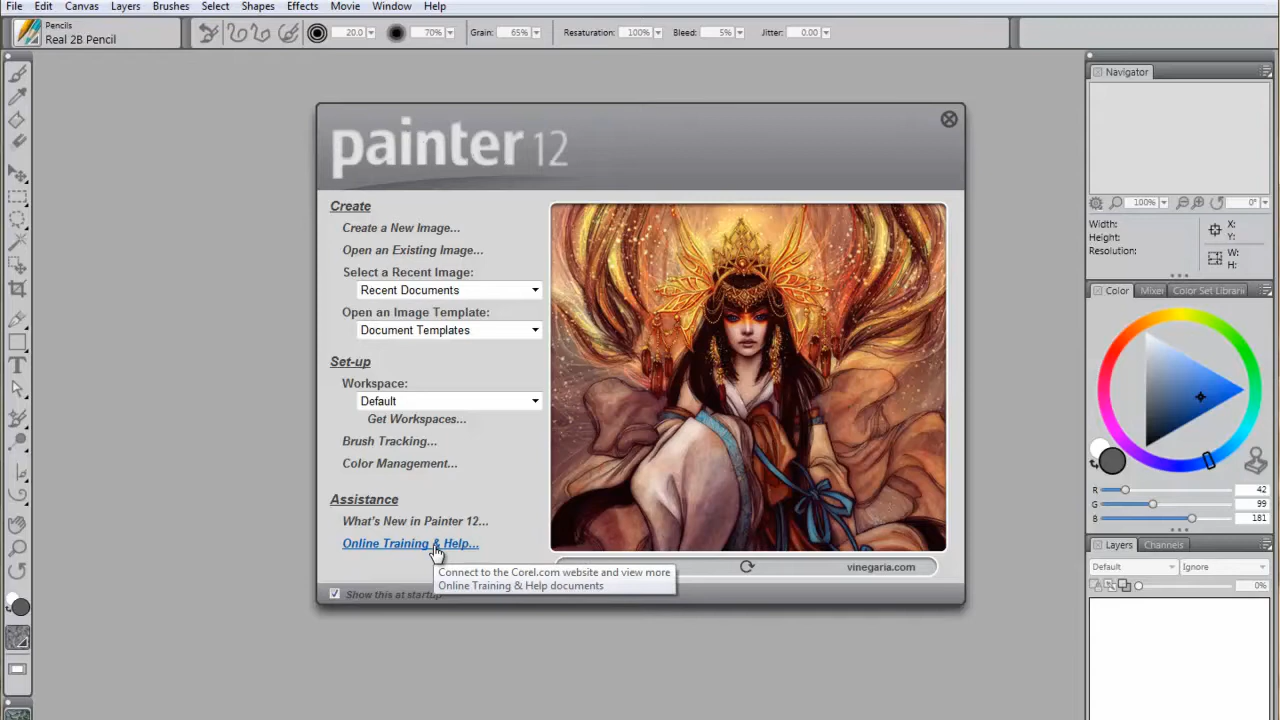 File Edit Canvas Layers Brushes Select Shapes Effects Movie Window Help
Pencils
Real 2B Pencil
20.0 70% Grain: 65% Resaturation: 100% Bleed: 5% Jitter: 0.00
Navigator
100% 0°
Width: X:
Height: Y:
Resolution: W:
H:
Color Mixer Color Set Librari
R 42
G 99
B 181
Layers Channels
Default Ignore
0%
painter 12
Create
Create a New Image...
Open an Existing Image...
Select a Recent Image:
Recent Documents
Open an Image Template:
Document Templates
Set-up
Workspace:
Default
Get Workspaces...
Brush Tracking...
Color Management...
Assistance
What's New in Painter 12...
Online Training & Help...
Connect to the Corel.com website and view more
Online Training & Help documents
vinegaria.com
Show this at startup